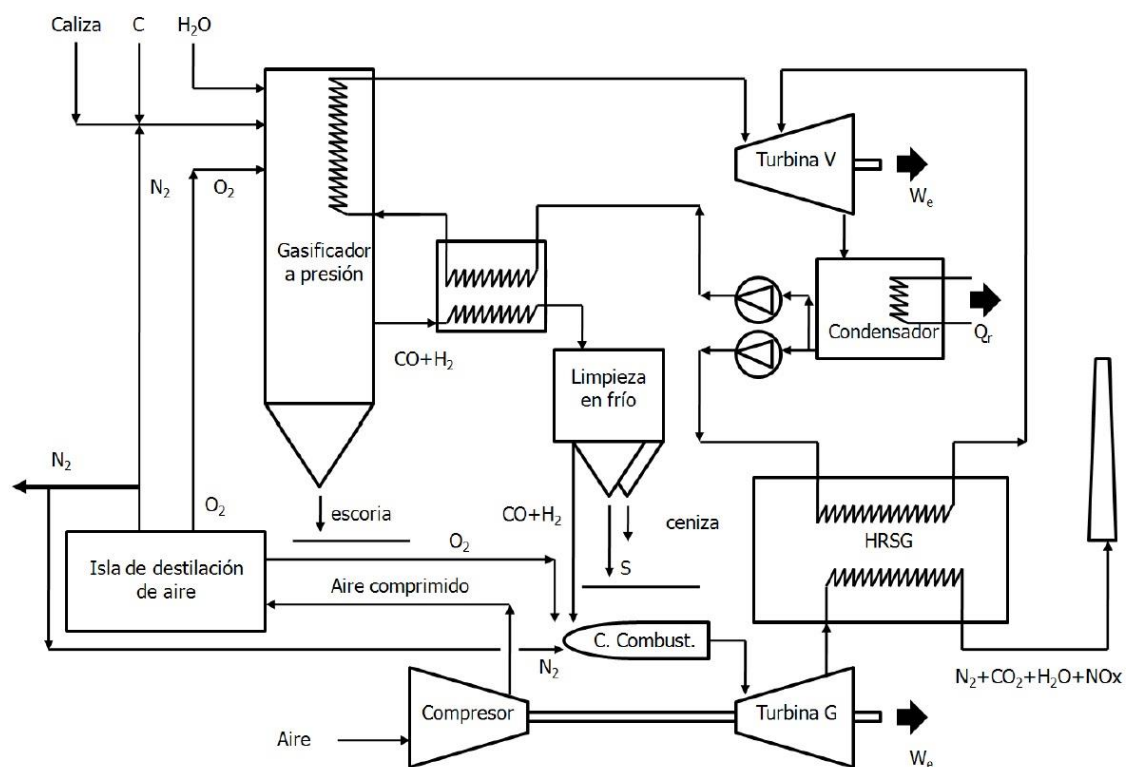 Caliza
C
H₂O
N₂
O₂
Gasificador
a presión
Turbina V
Wₑ
Condensador
Qᵣ
CO+H₂
Limpieza
en frío
N₂
O₂
escoria
CO+H₂
ceniza
S
HRSG
O₂
Isla de destilación
de aire
Aire comprimido
N₂
C. Combust.
N₂+CO₂+H₂O+NOx
Compresor
Turbina G
Aire
Wₑ